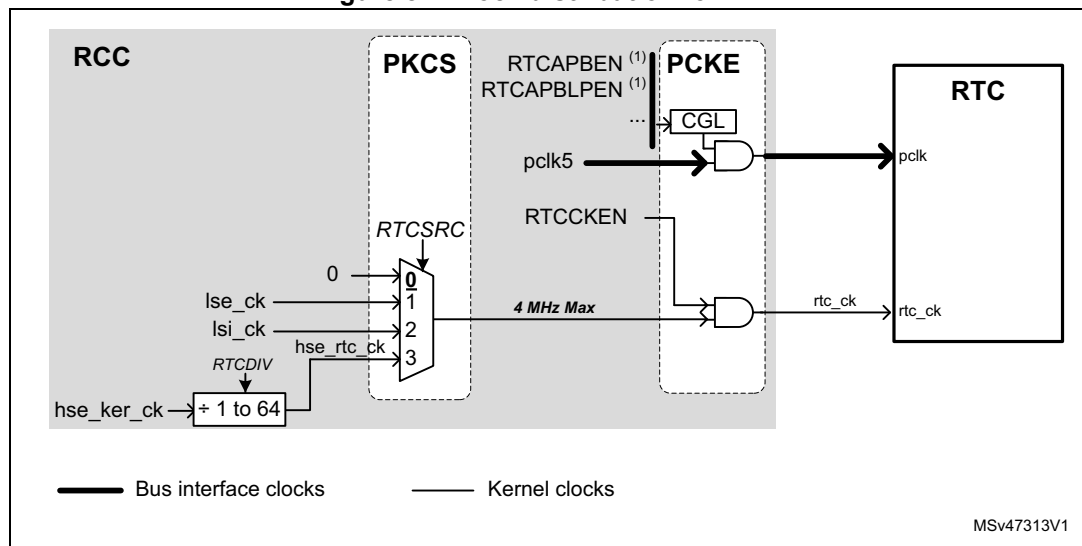 RCC
PKCS
PCKE
RTCAPBEN (1)
RTCAPBLPEN (1)
...
CGL
RTC
pclk5
pclk
RTCCKEN
RTCSRC
0
0
lse_ck
1
4 MHz Max
rtc_ck
rtc_ck
lsi_ck
2
hse_rtc_ck
3
RTCDIV
hse_ker_ck
÷ 1 to 64
Bus interface clocks
Kernel clocks
MSv47313V1